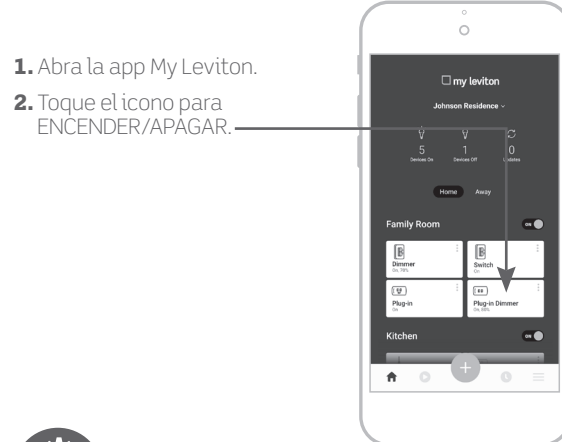 1. Abra la app My Leviton.
2. Toque el icono para
ENCENDER/APAGAR.
my leviton
Johnson Residence
5 1 0
Devices On Devices Off Updates
Home Away
Family Room ON
Dimmer Switch
On, 79% On
Plug-in Plug-in Dimmer
On On, 48%
Kitchen ON
+